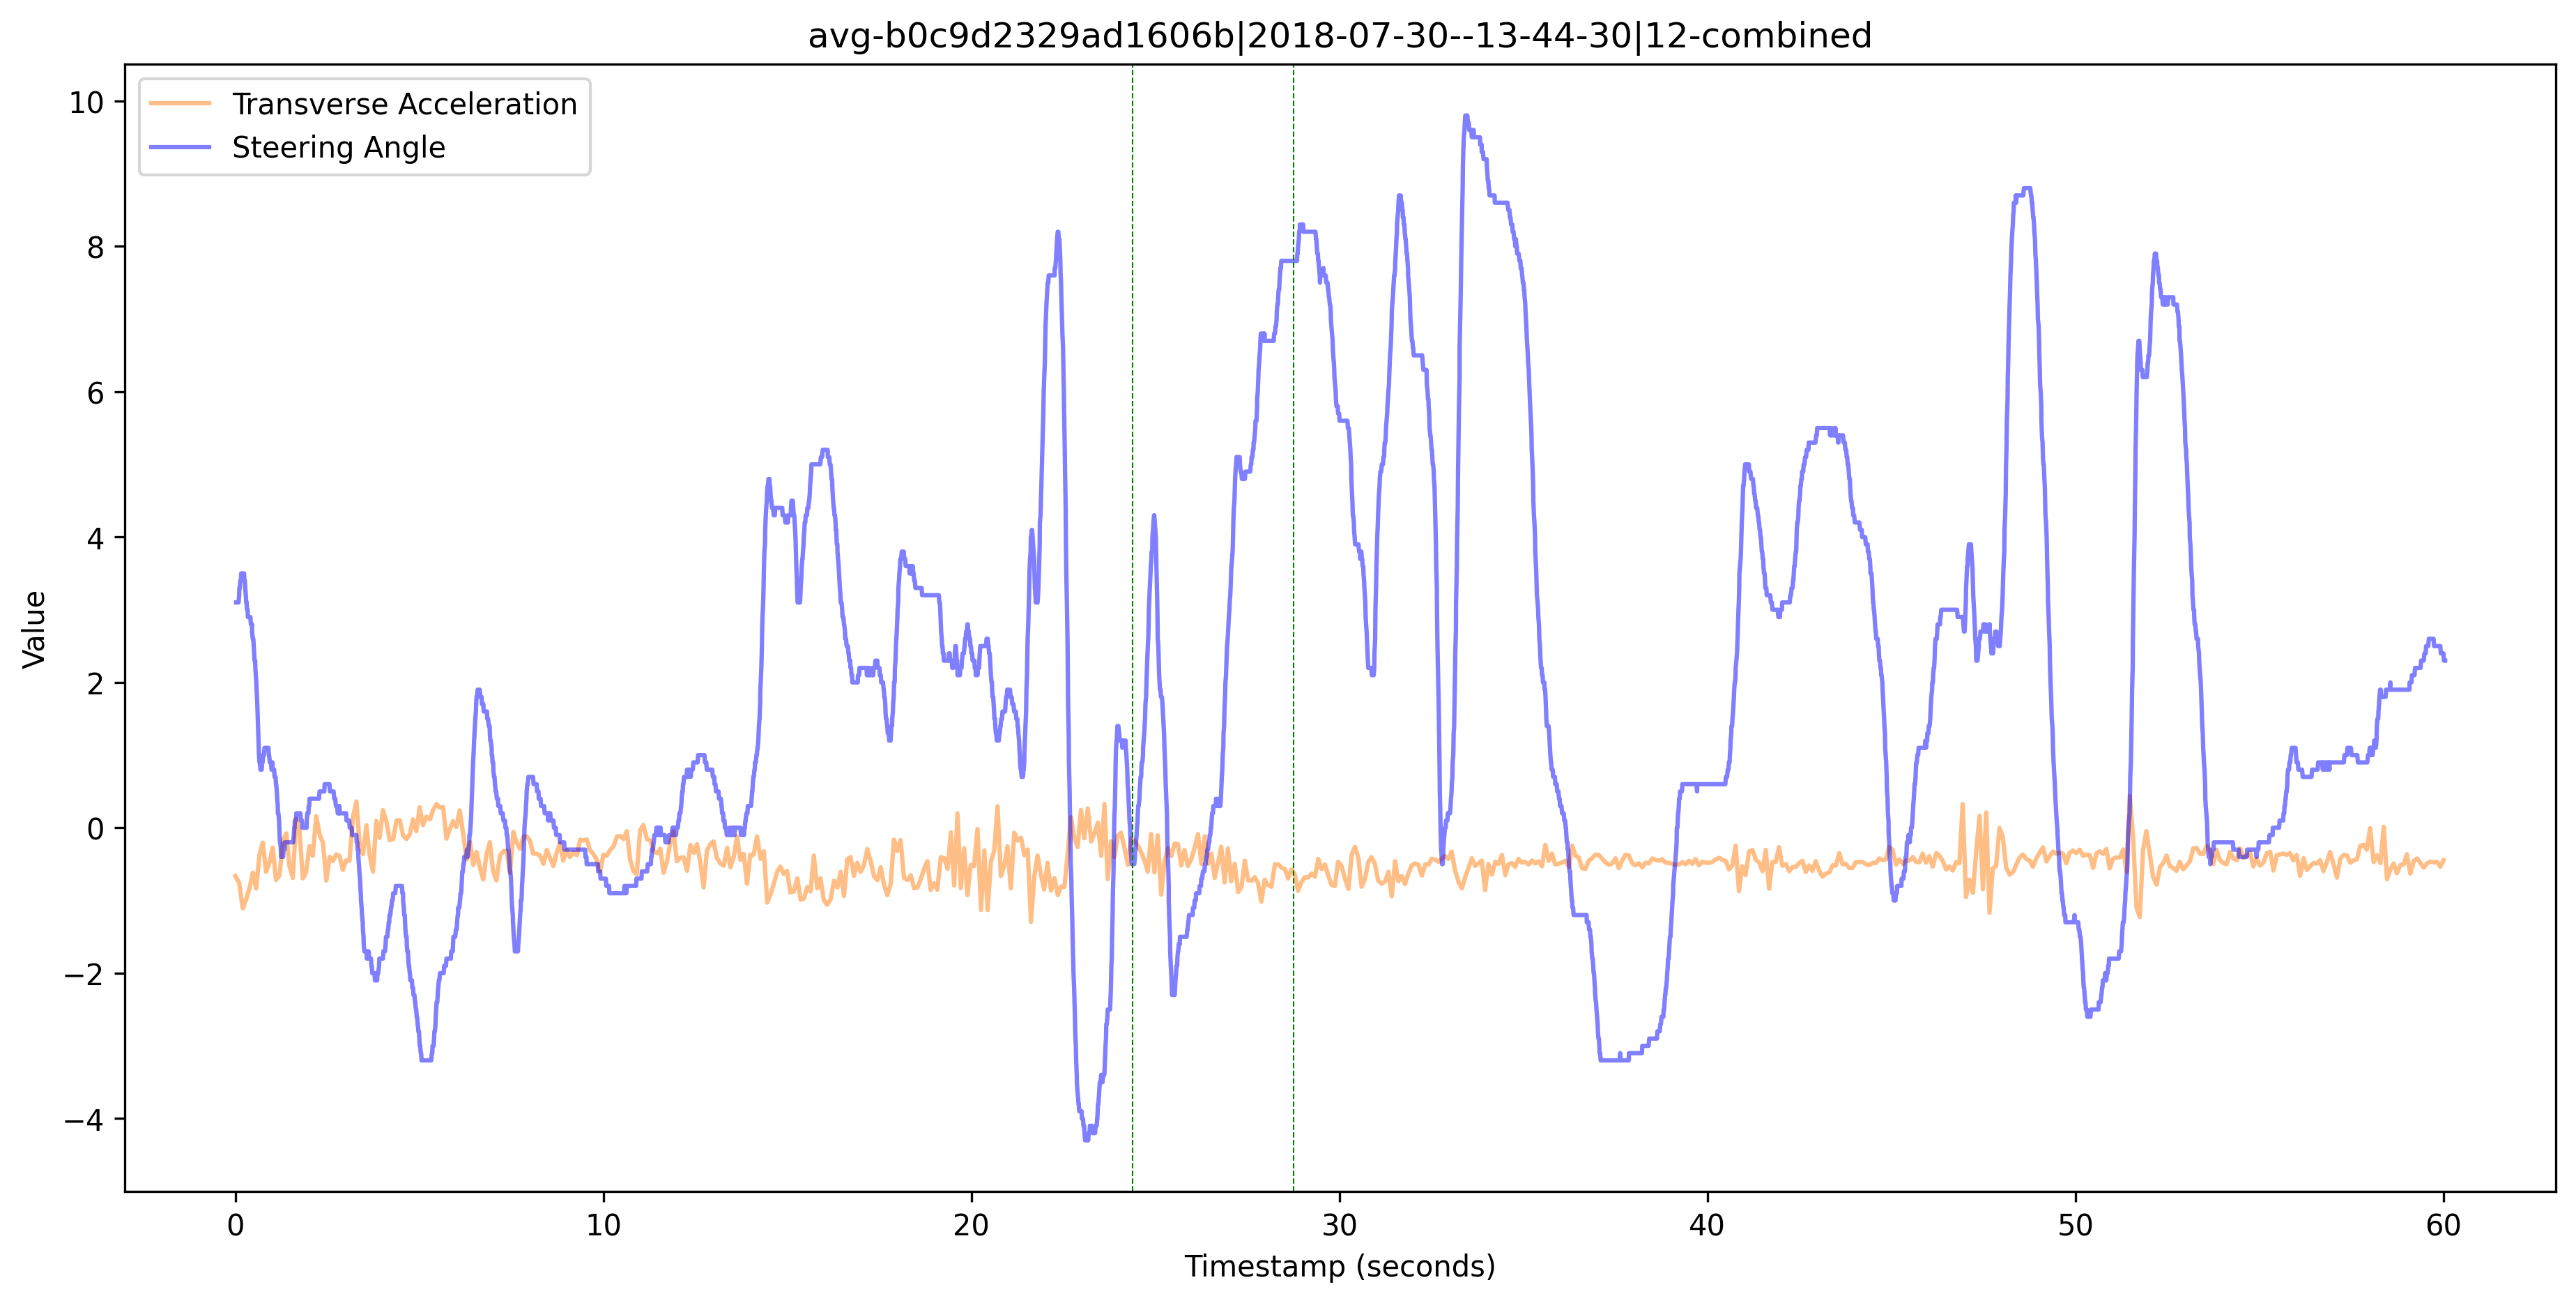 avg-b0c9d2329ad1606b|2018-07-30--13-44-30|12-combined
Transverse Acceleration
Steering Angle
10
8
6
4
2
0
−2
−4
Value
0 10 20 30 40 50 60
Timestamp (seconds)